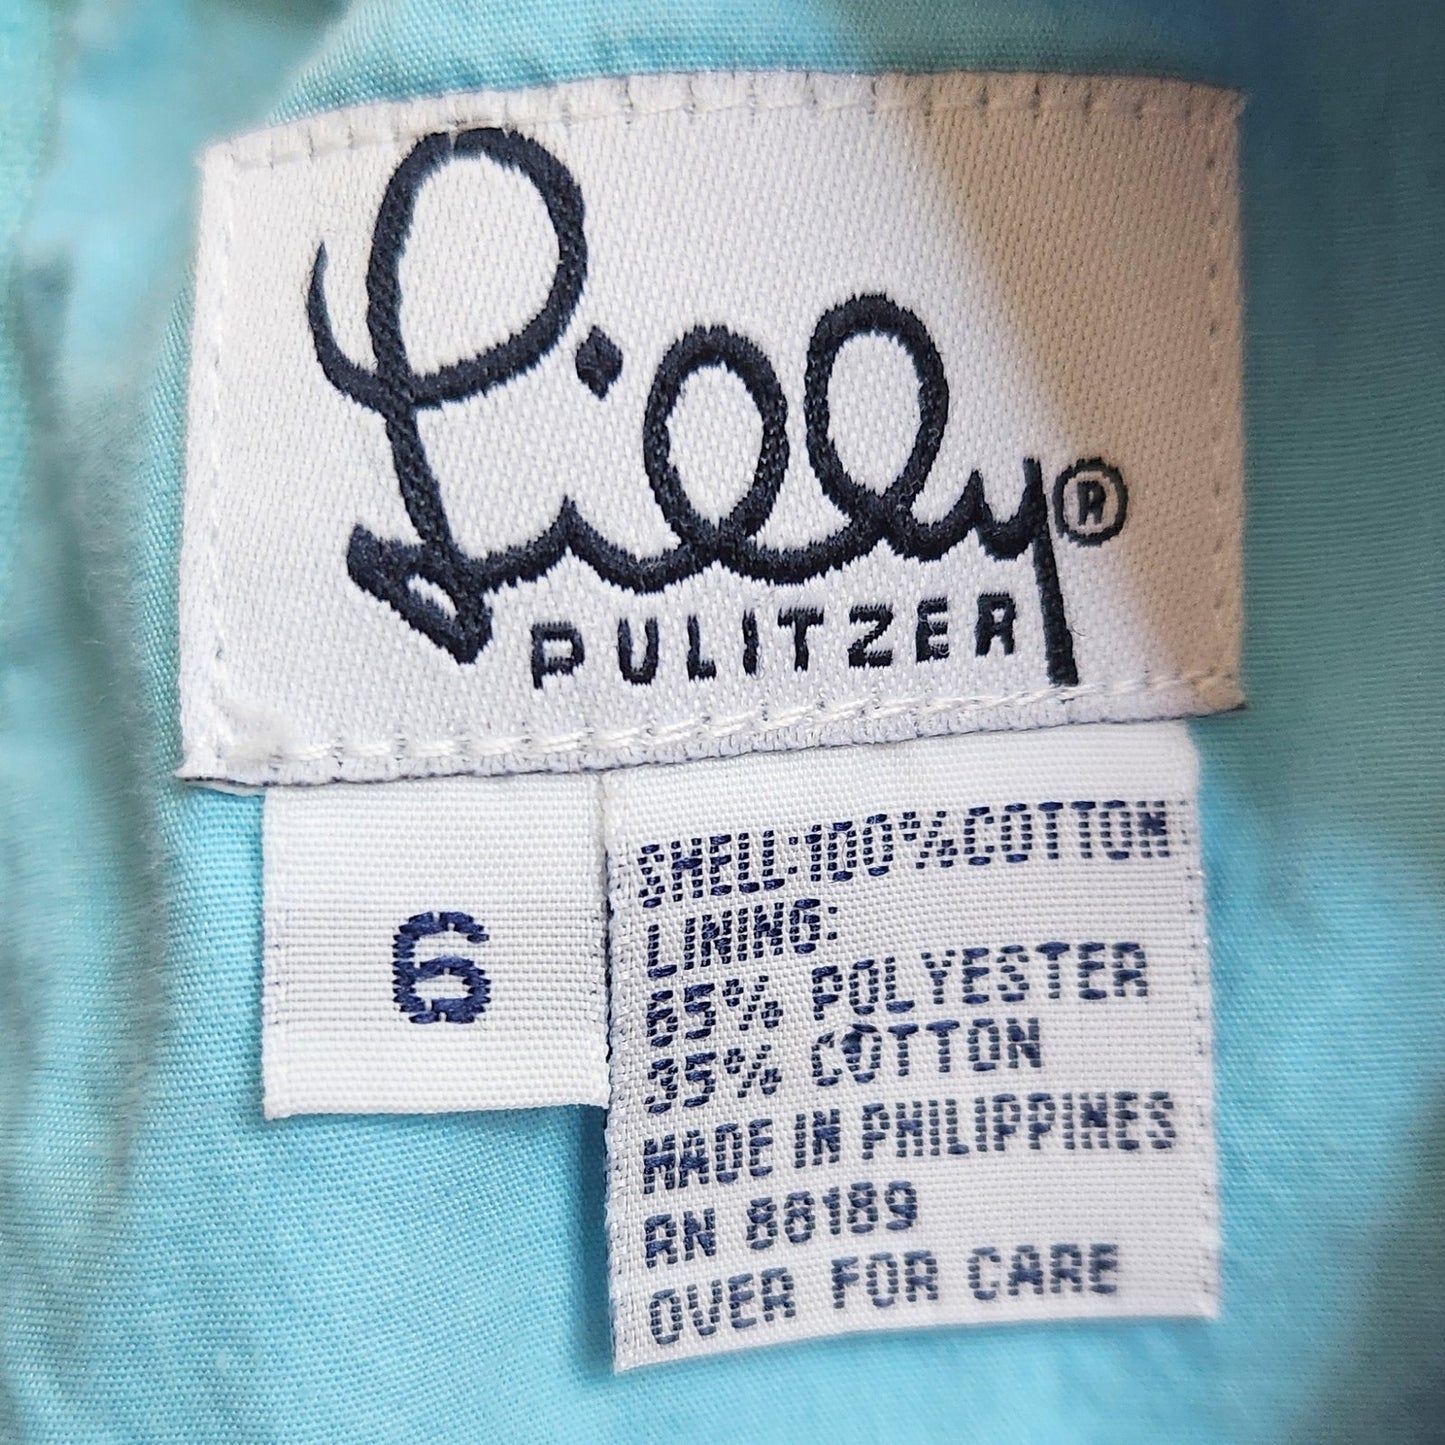 Lilly®
PULITZER
6
SHELL:100%COTTON
LINING:
65% POLYESTER
35% COTTON
MADE IN PHILIPPINES
RN 88189
OVER FOR CARE